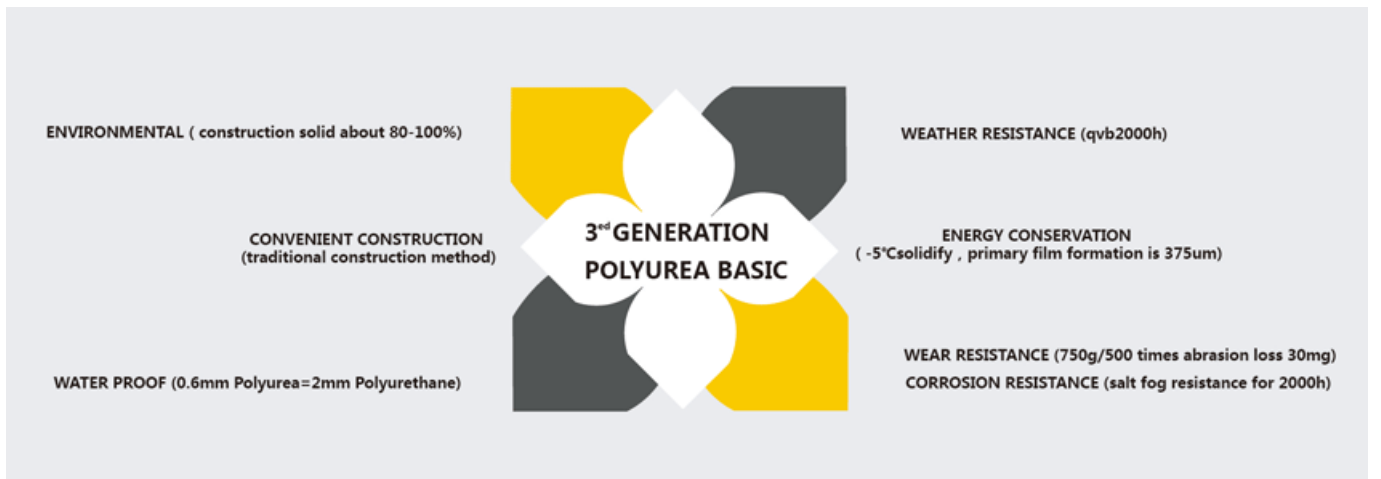 ENVIRONMENTAL ( construction solid about 80-100%)
CONVENIENT CONSTRUCTION
(traditional construction method)
WATER PROOF (0.6mm Polyurea=2mm Polyurethane)
3ed GENERATION
POLYUREA BASIC
WEATHER RESISTANCE (qvb2000h)
ENERGY CONSERVATION
( -5℃solidify , primary film formation is 375um)
WEAR RESISTANCE (750g/500 times abrasion loss 30mg)
CORROSION RESISTANCE (salt fog resistance for 2000h)